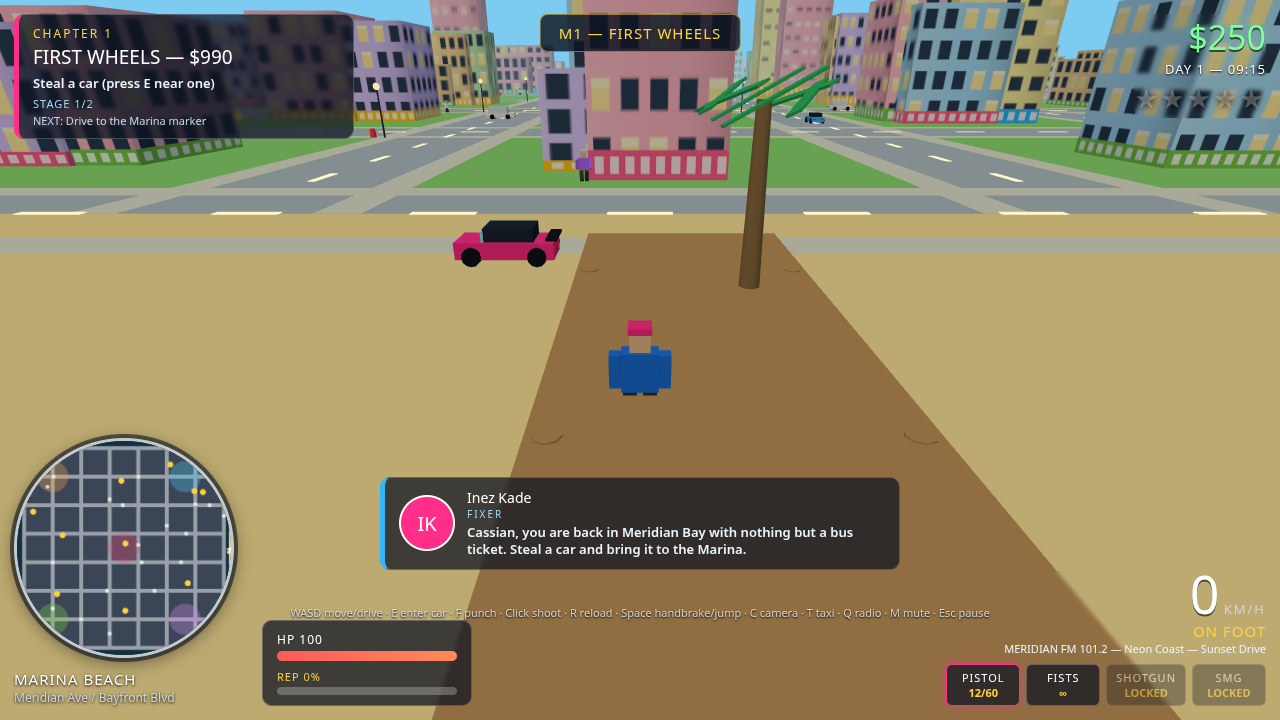 CHAPTER 1
FIRST WHEELS — $990
Steal a car (press E near one)
STAGE 1/2
NEXT: Drive to the Marina marker
M1 — FIRST WHEELS
$250
DAY 1 — 09:15
IK
Inez Kade
FIXER
Cassian, you are back in Meridian Bay with nothing but a bus
ticket. Steal a car and bring it to the Marina.
WASD move/drive · E enter car · F punch · Click shoot · R reload · Space handbrake/jump · C camera · T taxi · Q radio · M mute · Esc pause
HP 100
REP 0%
MARINA BEACH
Meridian Ave / Bayfront Blvd
0 KM/H
ON FOOT
MERIDIAN FM 101.2 — Neon Coast — Sunset Drive
PISTOL
12/60
FISTS
∞
SHOTGUN
LOCKED
SMG
LOCKED